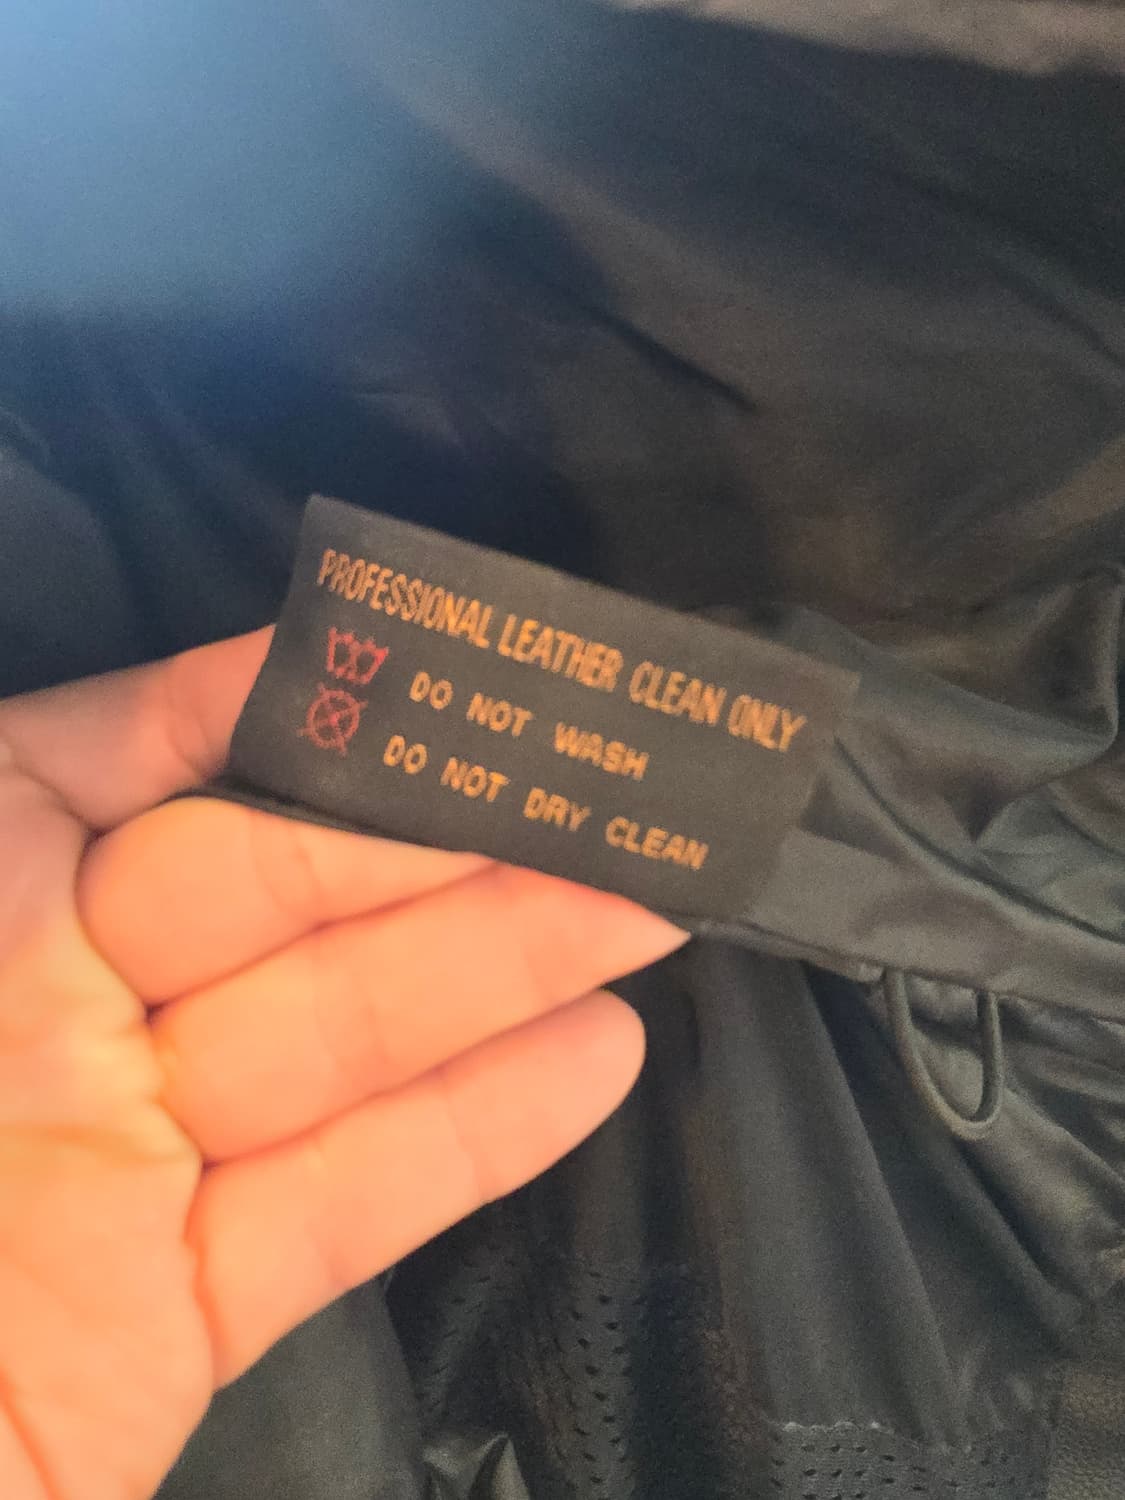 PROFESSIONAL LEATHER CLEAN ONLY
DO NOT WASH
DO NOT DRY CLEAN